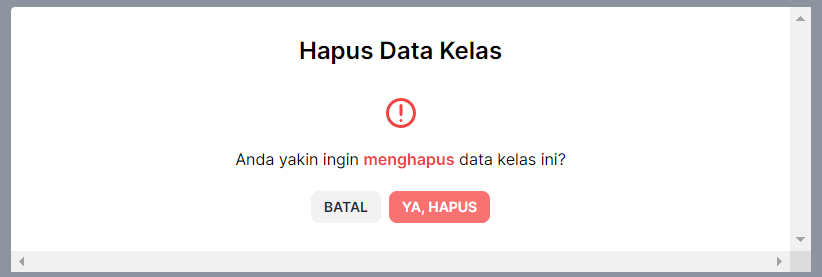 Hapus Data Kelas
Anda yakin ingin menghapus data kelas ini?
BATAL YA, HAPUS